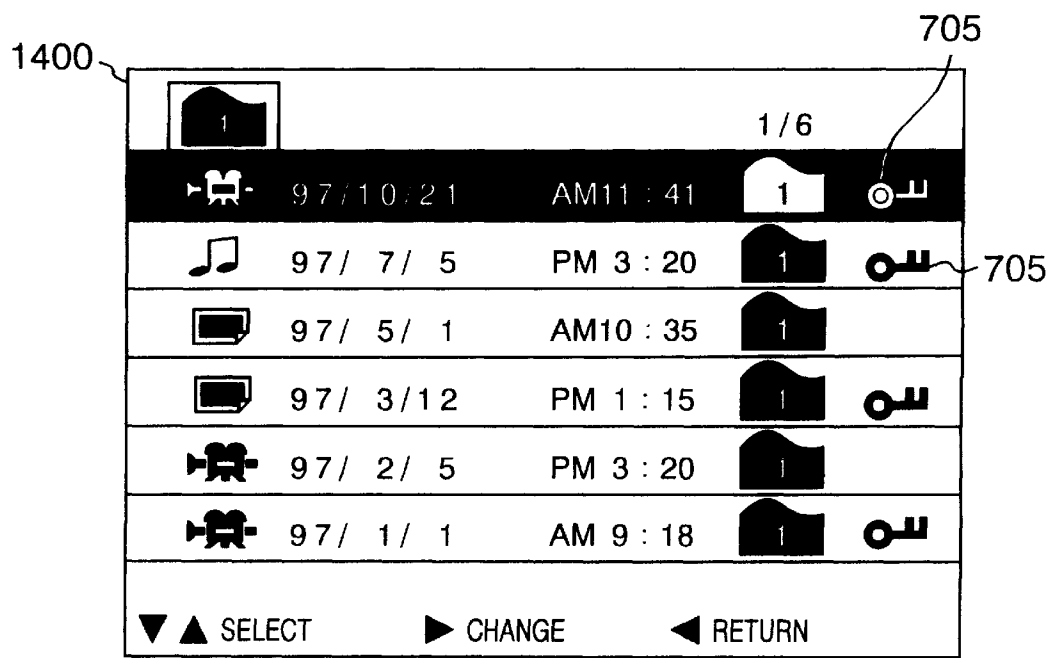 705
1400
1
1/6
97/10/21 AM11:41 1
97/ 7/ 5 PM 3:20 1 705
97/ 5/ 1 AM10:35 1
97/ 3/12 PM 1:15 1
97/ 2/ 5 PM 3:20 1
97/ 1/ 1 AM 9:18 1
▼ ▲ SELECT ▶ CHANGE ◀ RETURN